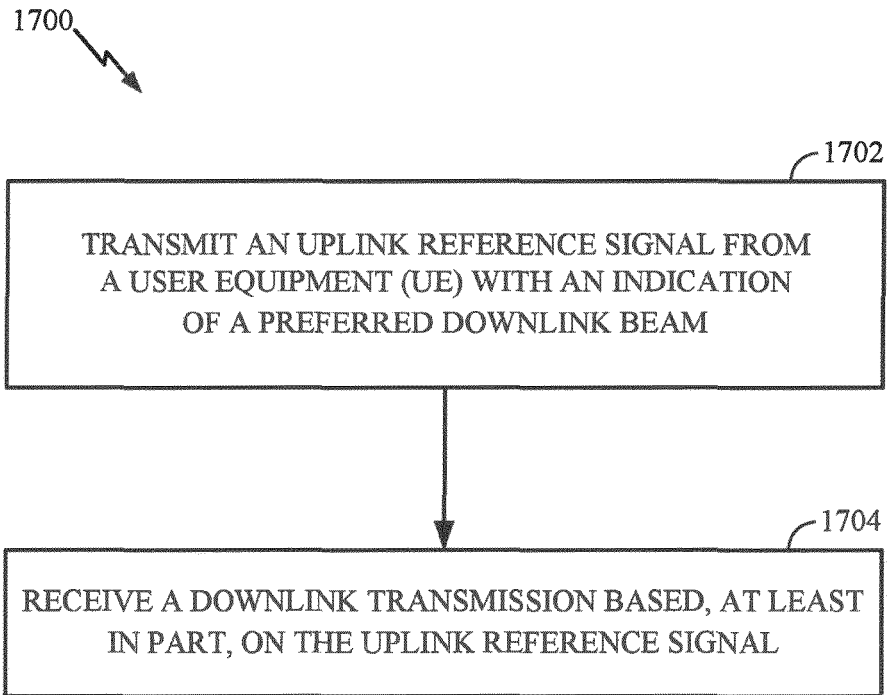 1700
1702
TRANSMIT AN UPLINK REFERENCE SIGNAL FROM
A USER EQUIPMENT (UE) WITH AN INDICATION
OF A PREFERRED DOWNLINK BEAM
1704
RECEIVE A DOWNLINK TRANSMISSION BASED, AT LEAST
IN PART, ON THE UPLINK REFERENCE SIGNAL